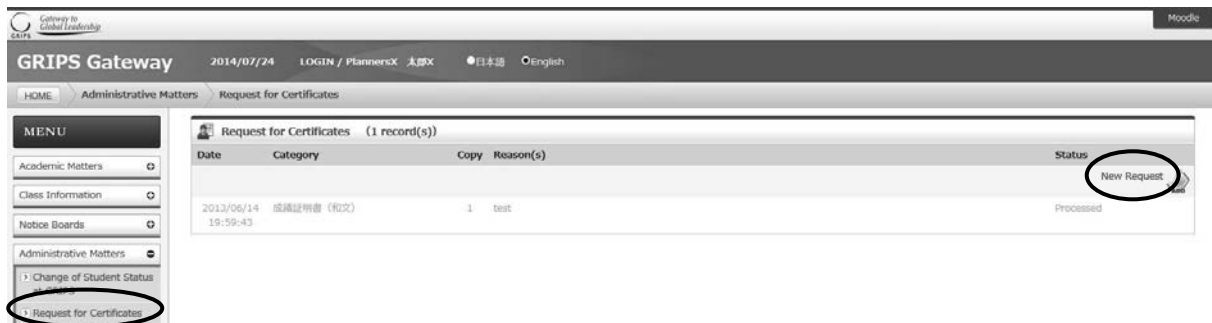 Gateway to
Global Leadership
GRIPS
Moodle
GRIPS Gateway 2014/07/24 LOGIN / PlannersX 太郎X 日本語 English
HOME Administrative Matters Request for Certificates
MENU
Request for Certificates (1 record(s))
Date Category Copy Reason(s) Status
Academic Matters
New Request
Class Information
2013/06/14 成績証明書（和文） 1 test Processed
19:59:43
Notice Boards
Administrative Matters
Change of Student Status
at GRIPS
Request for Certificates